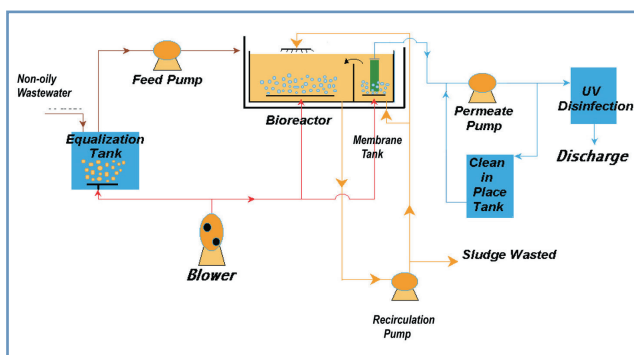 Non-oily
Wastewater
Feed Pump
Equalization
Tank
Bioreactor
Membrane
Tank
Permeate
Pump
UV
Disinfection
Discharge
Clean in
Place
Tank
Blower
Sludge Wasted
Recirculation
Pump